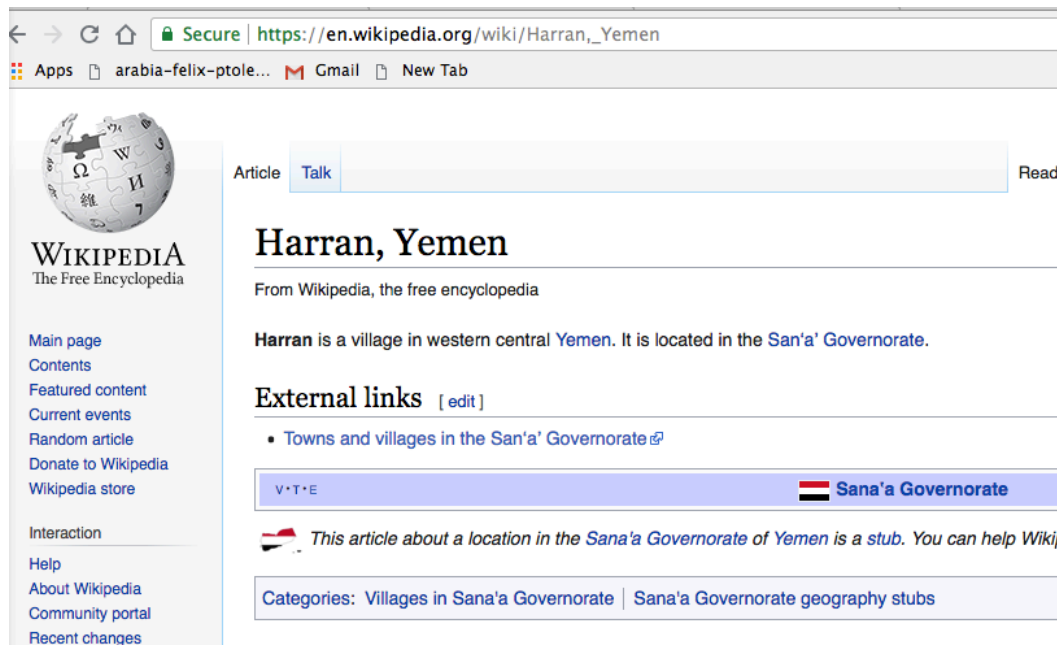 Secure | https://en.wikipedia.org/wiki/Harran,_Yemen
Apps arabia-felix-ptole... Gmail New Tab
Article Talk Read
WIKIPEDIA
The Free Encyclopedia
Harran, Yemen
From Wikipedia, the free encyclopedia
Main page
Contents
Featured content
Current events
Random article
Donate to Wikipedia
Wikipedia store
Interaction
Help
About Wikipedia
Community portal
Recent changes
Harran is a village in western central Yemen. It is located in the San'a' Governorate.
External links [ edit ]
• Towns and villages in the San'a' Governorate
V•T•E Sana'a Governorate
This article about a location in the Sana'a Governorate of Yemen is a stub. You can help
Categories: Villages in Sana'a Governorate | Sana'a Governorate geography stubs